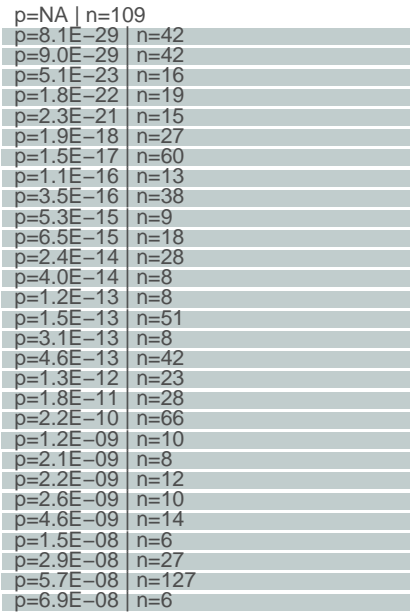 p=NA | n=109
p=8.1E−29 | n=42
p=9.0E−29 | n=42
p=5.1E−23 | n=16
p=1.8E−22 | n=19
p=2.3E−21 | n=15
p=1.9E−18 | n=27
p=1.5E−17 | n=60
p=1.1E−16 | n=13
p=3.5E−16 | n=38
p=5.3E−15 | n=9
p=6.5E−15 | n=18
p=2.4E−14 | n=28
p=4.0E−14 | n=8
p=1.2E−13 | n=8
p=1.5E−13 | n=51
p=3.1E−13 | n=8
p=4.6E−13 | n=42
p=1.3E−12 | n=23
p=1.8E−11 | n=28
p=2.2E−10 | n=66
p=1.2E−09 | n=10
p=2.1E−09 | n=8
p=2.2E−09 | n=12
p=2.6E−09 | n=10
p=4.6E−09 | n=14
p=1.5E−08 | n=6
p=2.9E−08 | n=27
p=5.7E−08 | n=127
p=6.9E−08 | n=6